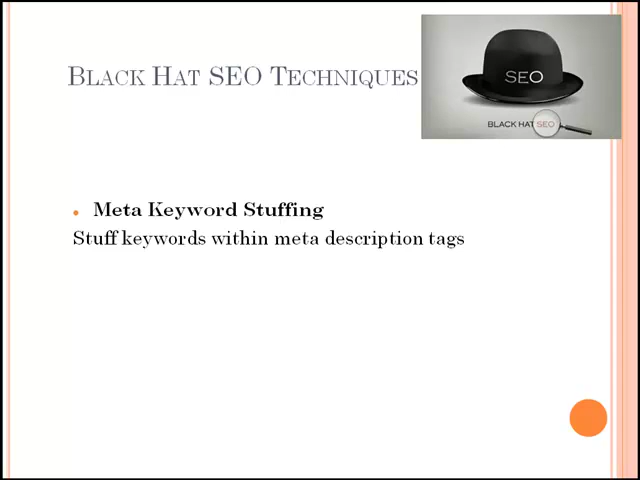 BLACK HAT SEO TECHNIQUES
SEO
BLACK HAT SEO
Meta Keyword Stuffing
Stuff keywords within meta description tags